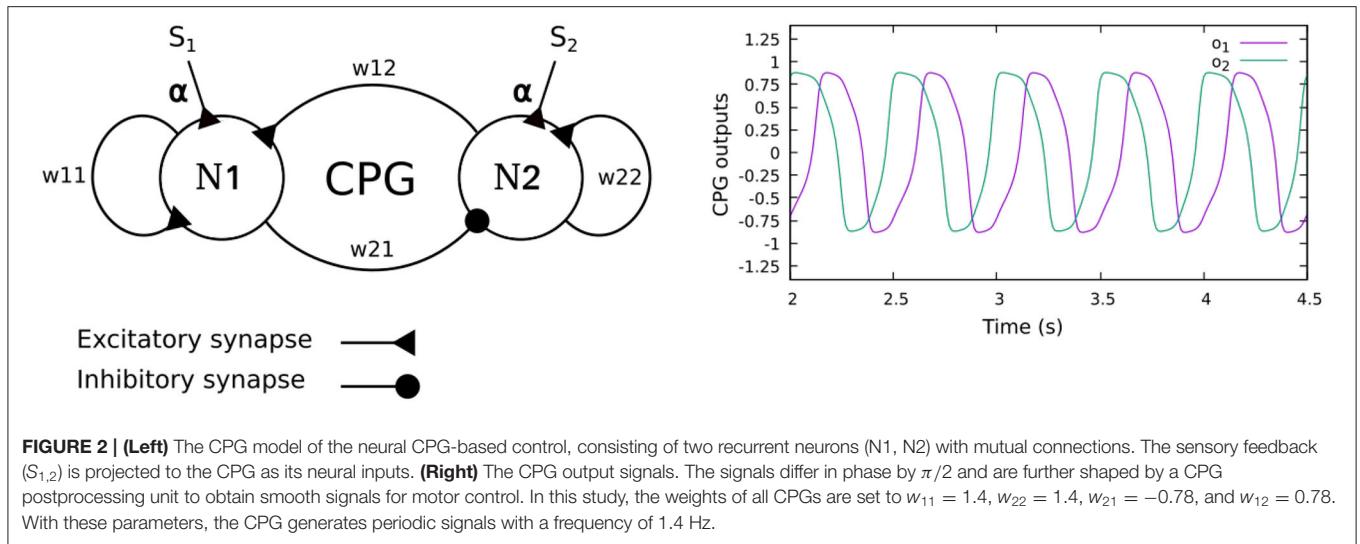 S1
S2
α
α
w12
w11
N1
CPG
N2
w22
w21
Excitatory synapse
Inhibitory synapse
CPG outputs
1.25
1
0.75
0.5
0.25
0
-0.25
-0.5
-0.75
-1
-1.25
o1
o2
2
2.5
3
3.5
4
4.5
Time (s)
FIGURE 2 | (Left) The CPG model of the neural CPG-based control, consisting of two recurrent neurons (N1, N2) with mutual connections. The sensory feedback
(S1,2) is projected to the CPG as its neural inputs. (Right) The CPG output signals. The signals differ in phase by π/2 and are further shaped by a CPG
postprocessing unit to obtain smooth signals for motor control. In this study, the weights of all CPGs are set to w11 = 1.4, w22 = 1.4, w21 = −0.78, and w12 = 0.78.
With these parameters, the CPG generates periodic signals with a frequency of 1.4 Hz.